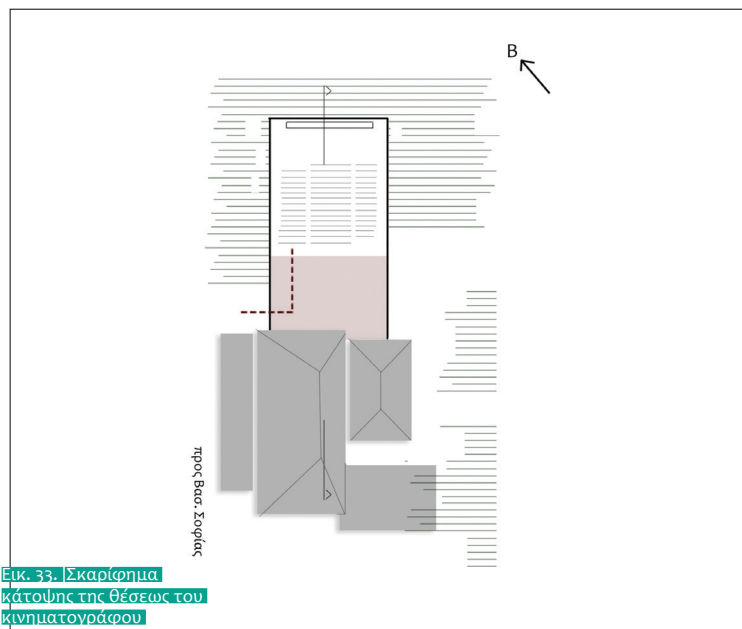 Β
προς Βασ. Σοφίας
Εικ. 33. Σκαρίφημα
κάτοψης της θέσεως του
κινηματογράφου